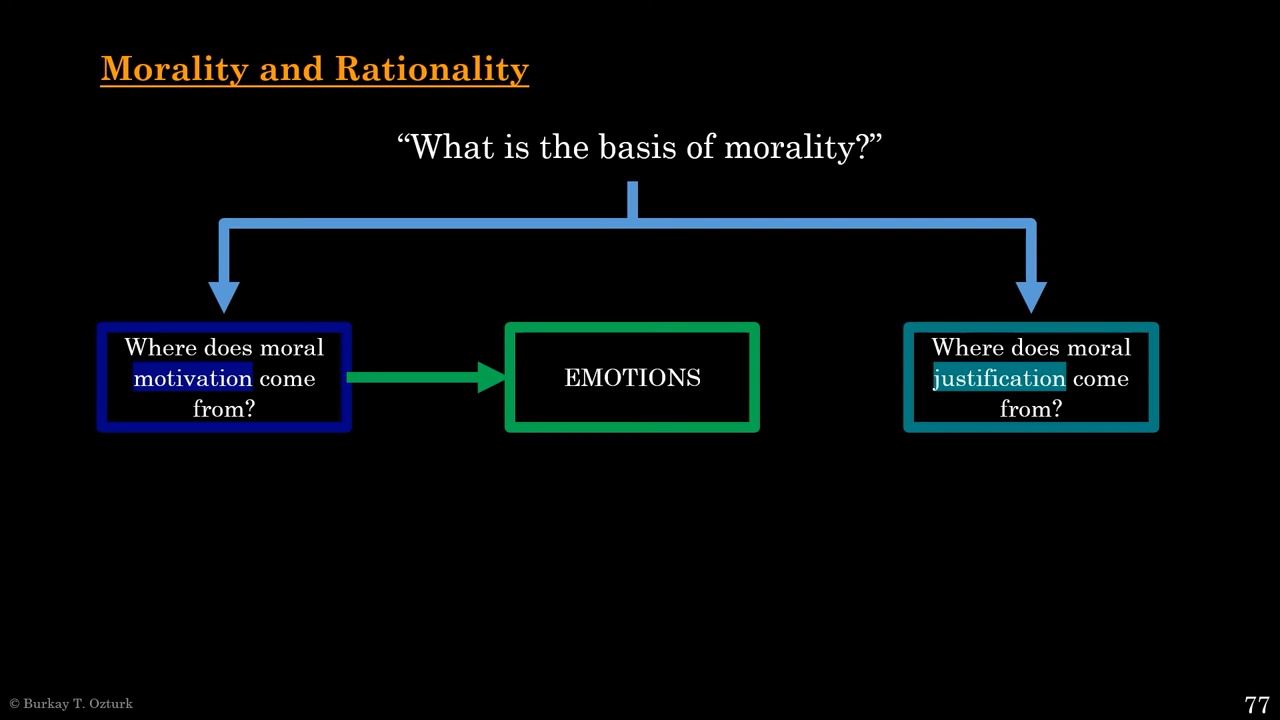 Morality and Rationality
“What is the basis of morality?”
Where does moral
motivation come
from?
EMOTIONS
Where does moral
justification come
from?
© Burkay T. Ozturk
77